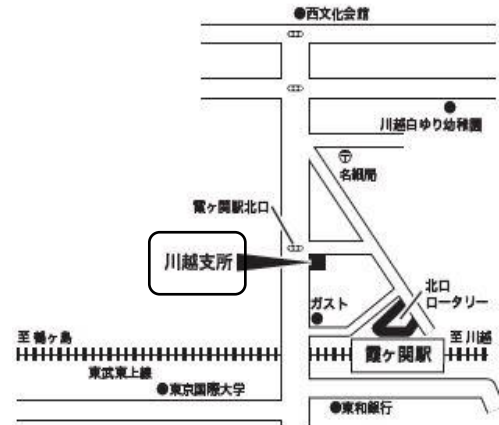 ●西文化会館
川越白ゆり幼稚園
名細局
霞ヶ関駅北口
川越支所
北口
ロータリー
ガスト
至鶴ヶ島
至川越
霞ヶ関駅
東武東上線
●東京国際大学
●東和銀行